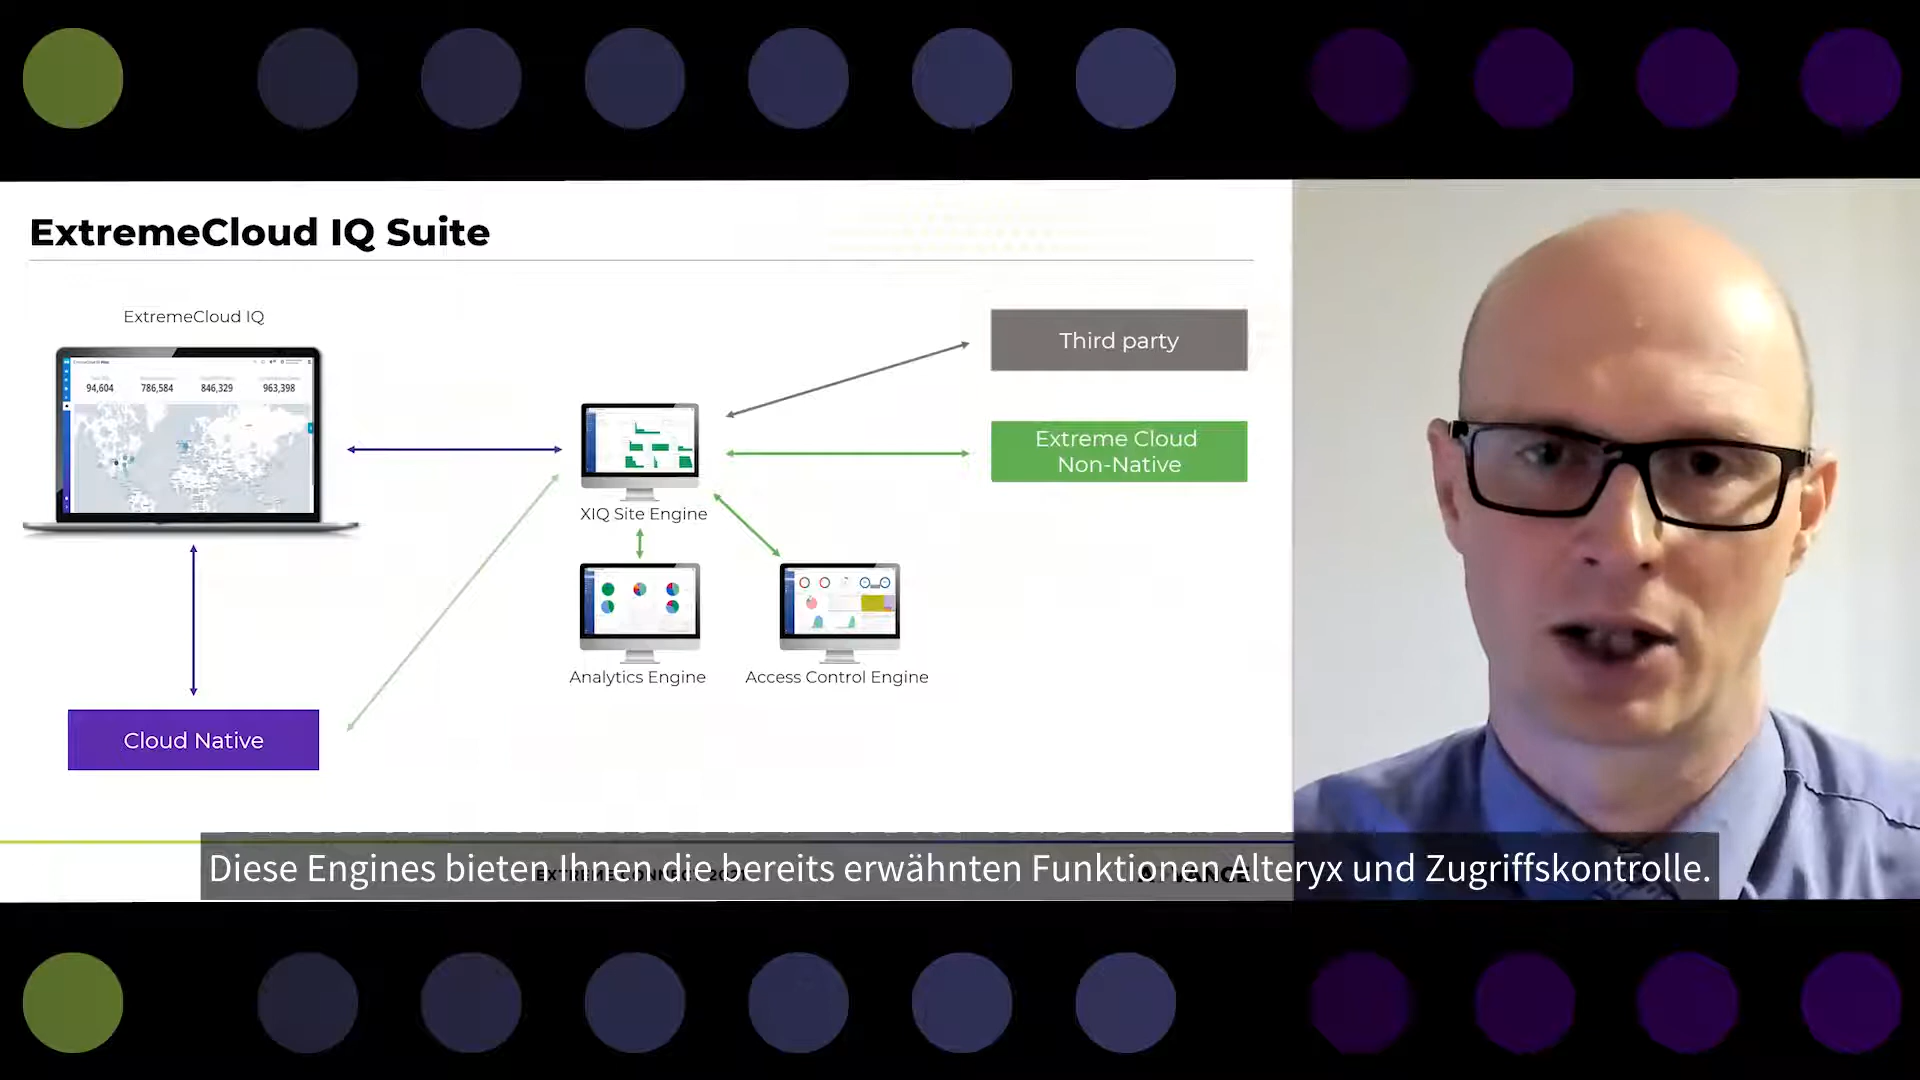 ExtremeCloud IQ Suite
ExtremeCloud IQ
94,604
786,584
846,329
963,398
Third party
Extreme Cloud
Non-Native
XIQ Site Engine
Analytics Engine
Access Control Engine
Cloud Native
Diese Engines bieten Ihnen die bereits erwähnten Funktionen Alteryx und Zugriffskontrolle.